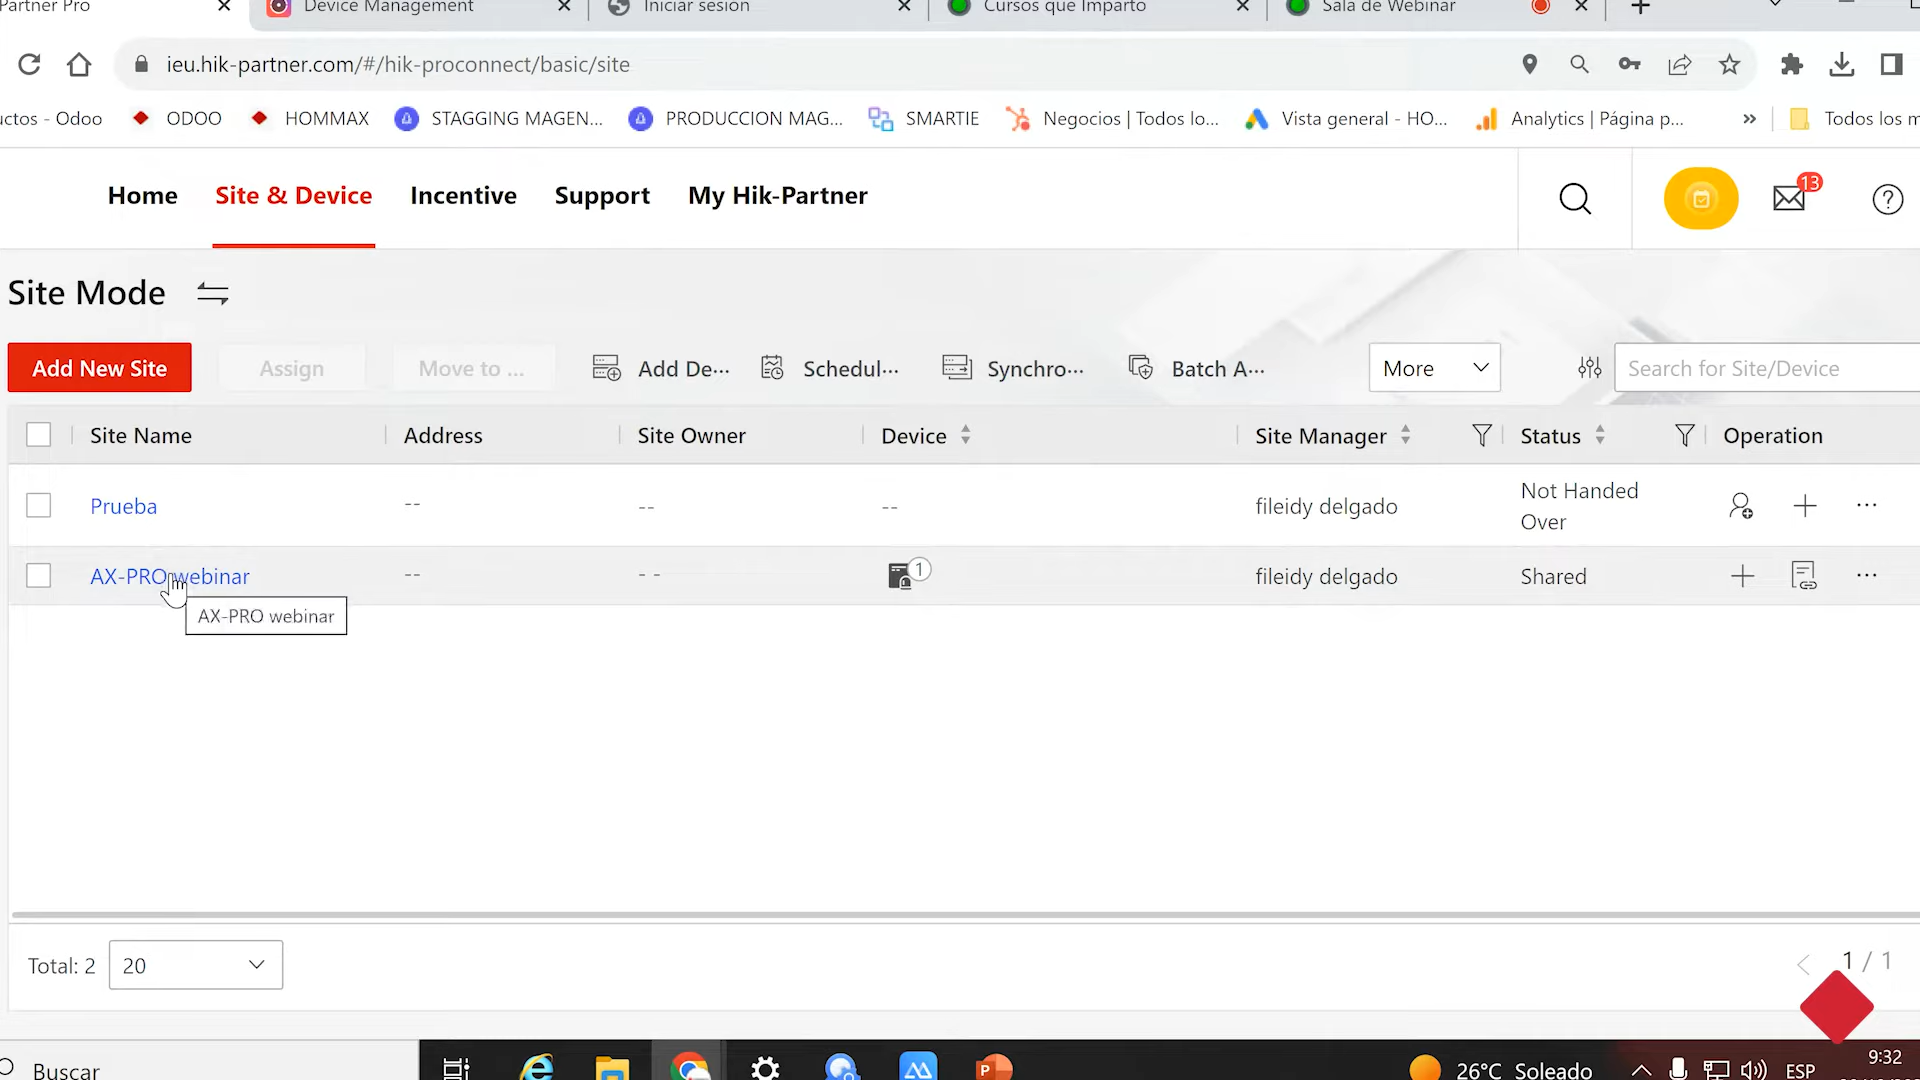 Partner Pro
Device Management
Iniciar sesión
Cursos que Imparto
Sala de Webinar
ieu.hik-partner.com/#/hik-proconnect/basic/site
uctos - Odoo
ODOO
HOMMAX
STAGGING MAGEN...
PRODUCCION MAG...
SMARTIE
Negocios | Todos lo...
Vista general - HO...
Analytics | Página p...
»
Todos los m
Home
Site & Device
Incentive
Support
My Hik-Partner
13
Site Mode
Add New Site
Assign
Move to ...
Add De...
Schedul...
Synchro...
Batch A...
More
Search for Site/Device
Site Name
Address
Site Owner
Device
Site Manager
Status
Operation
Prueba
--
--
--
fileidy delgado
Not Handed
Over
AX-PRO webinar
--
- -
1
fileidy delgado
Shared
AX-PRO webinar
Total: 2
20
1 / 1
Buscar
26°C Soleado
ESP
9:32